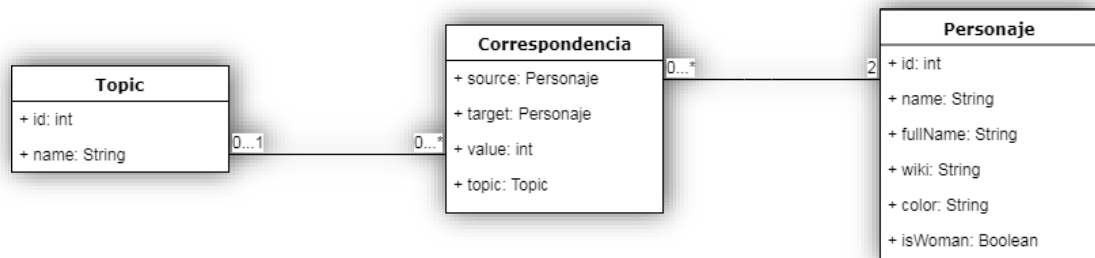 Topic
+ id: int
+ name: String
0...1
0...*
Correspondencia
+ source: Personaje
+ target: Personaje
+ value: int
+ topic: Topic
0...*
2
Personaje
+ id: int
+ name: String
+ fullName: String
+ wiki: String
+ color: String
+ isWoman: Boolean